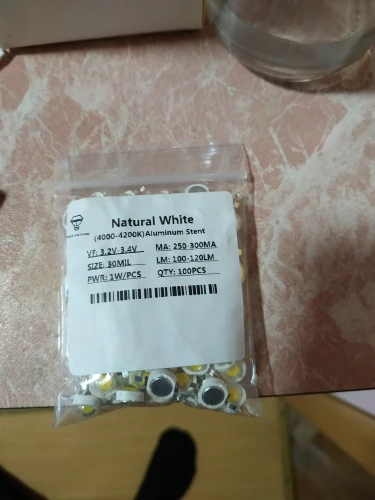 Natural White
(4000-4200K)Aluminum Stent
VF: 3.2V-3.4V MA: 250-300MA
SIZE: 30MIL LM: 100-120LM
PWR: 1W/PCS QTY: 100PCS